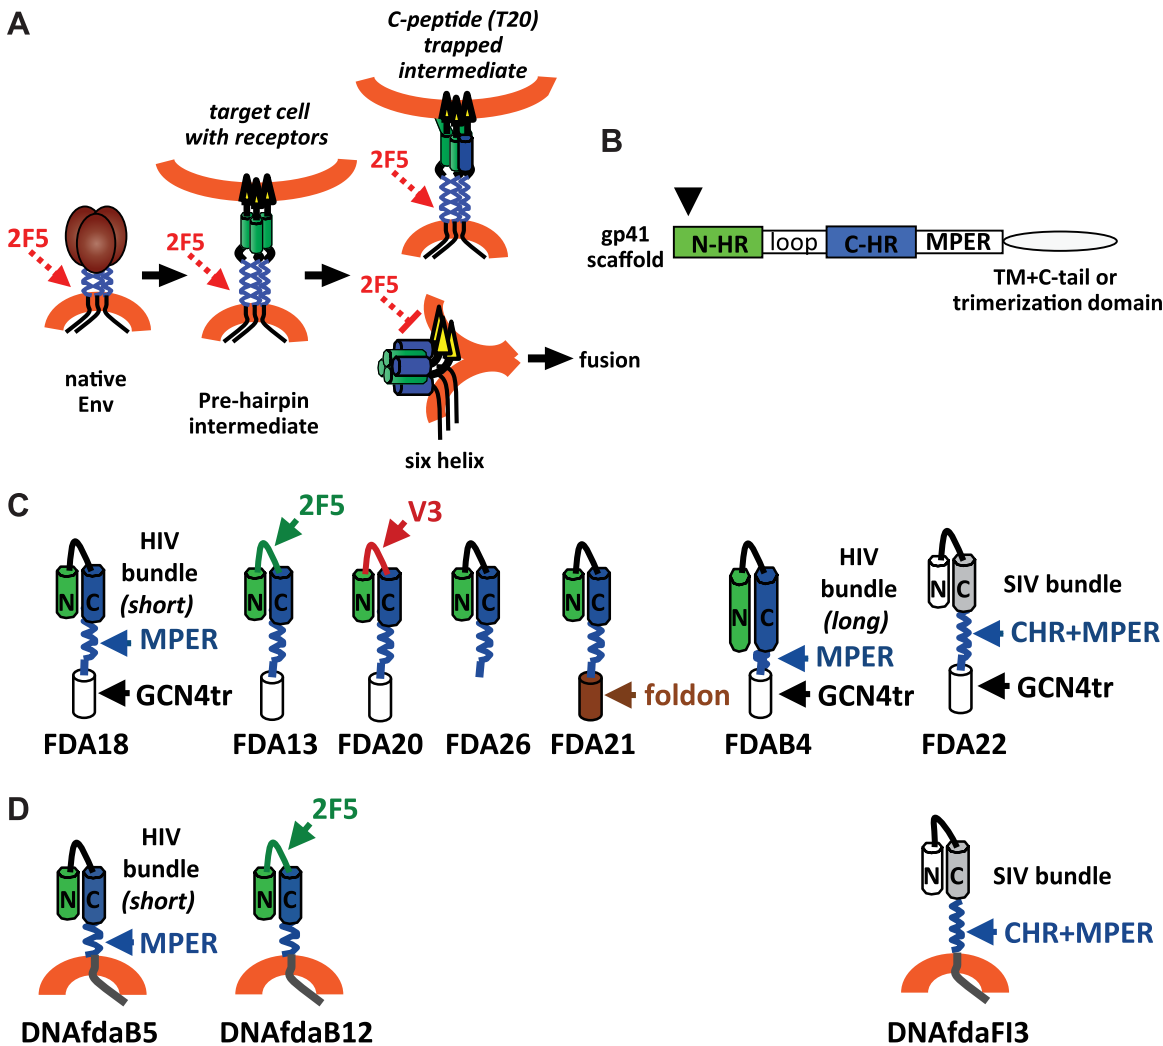 A
C-peptide (T20)
trapped
intermediate
target cell
with receptors
2F5
2F5
2F5
2F5
native
Env
Pre-hairpin
intermediate
six helix
fusion
B
gp41
scaffold
N-HR
loop
C-HR
MPER
TM+C-tail or
trimerization domain
C
HIV
bundle
(short)
N C
MPER
GCN4tr
FDA18
2F5
N C
FDA13
V3
N C
FDA20
N C
FDA26
N C
foldon
FDA21
HIV
bundle
(long)
N C
MPER
GCN4tr
FDAB4
N C
SIV bundle
CHR+MPER
GCN4tr
FDA22
D
HIV
bundle
(short)
N C
MPER
DNAfdaB5
2F5
N C
DNAfdaB12
N C
SIV bundle
CHR+MPER
DNAfdaFI3